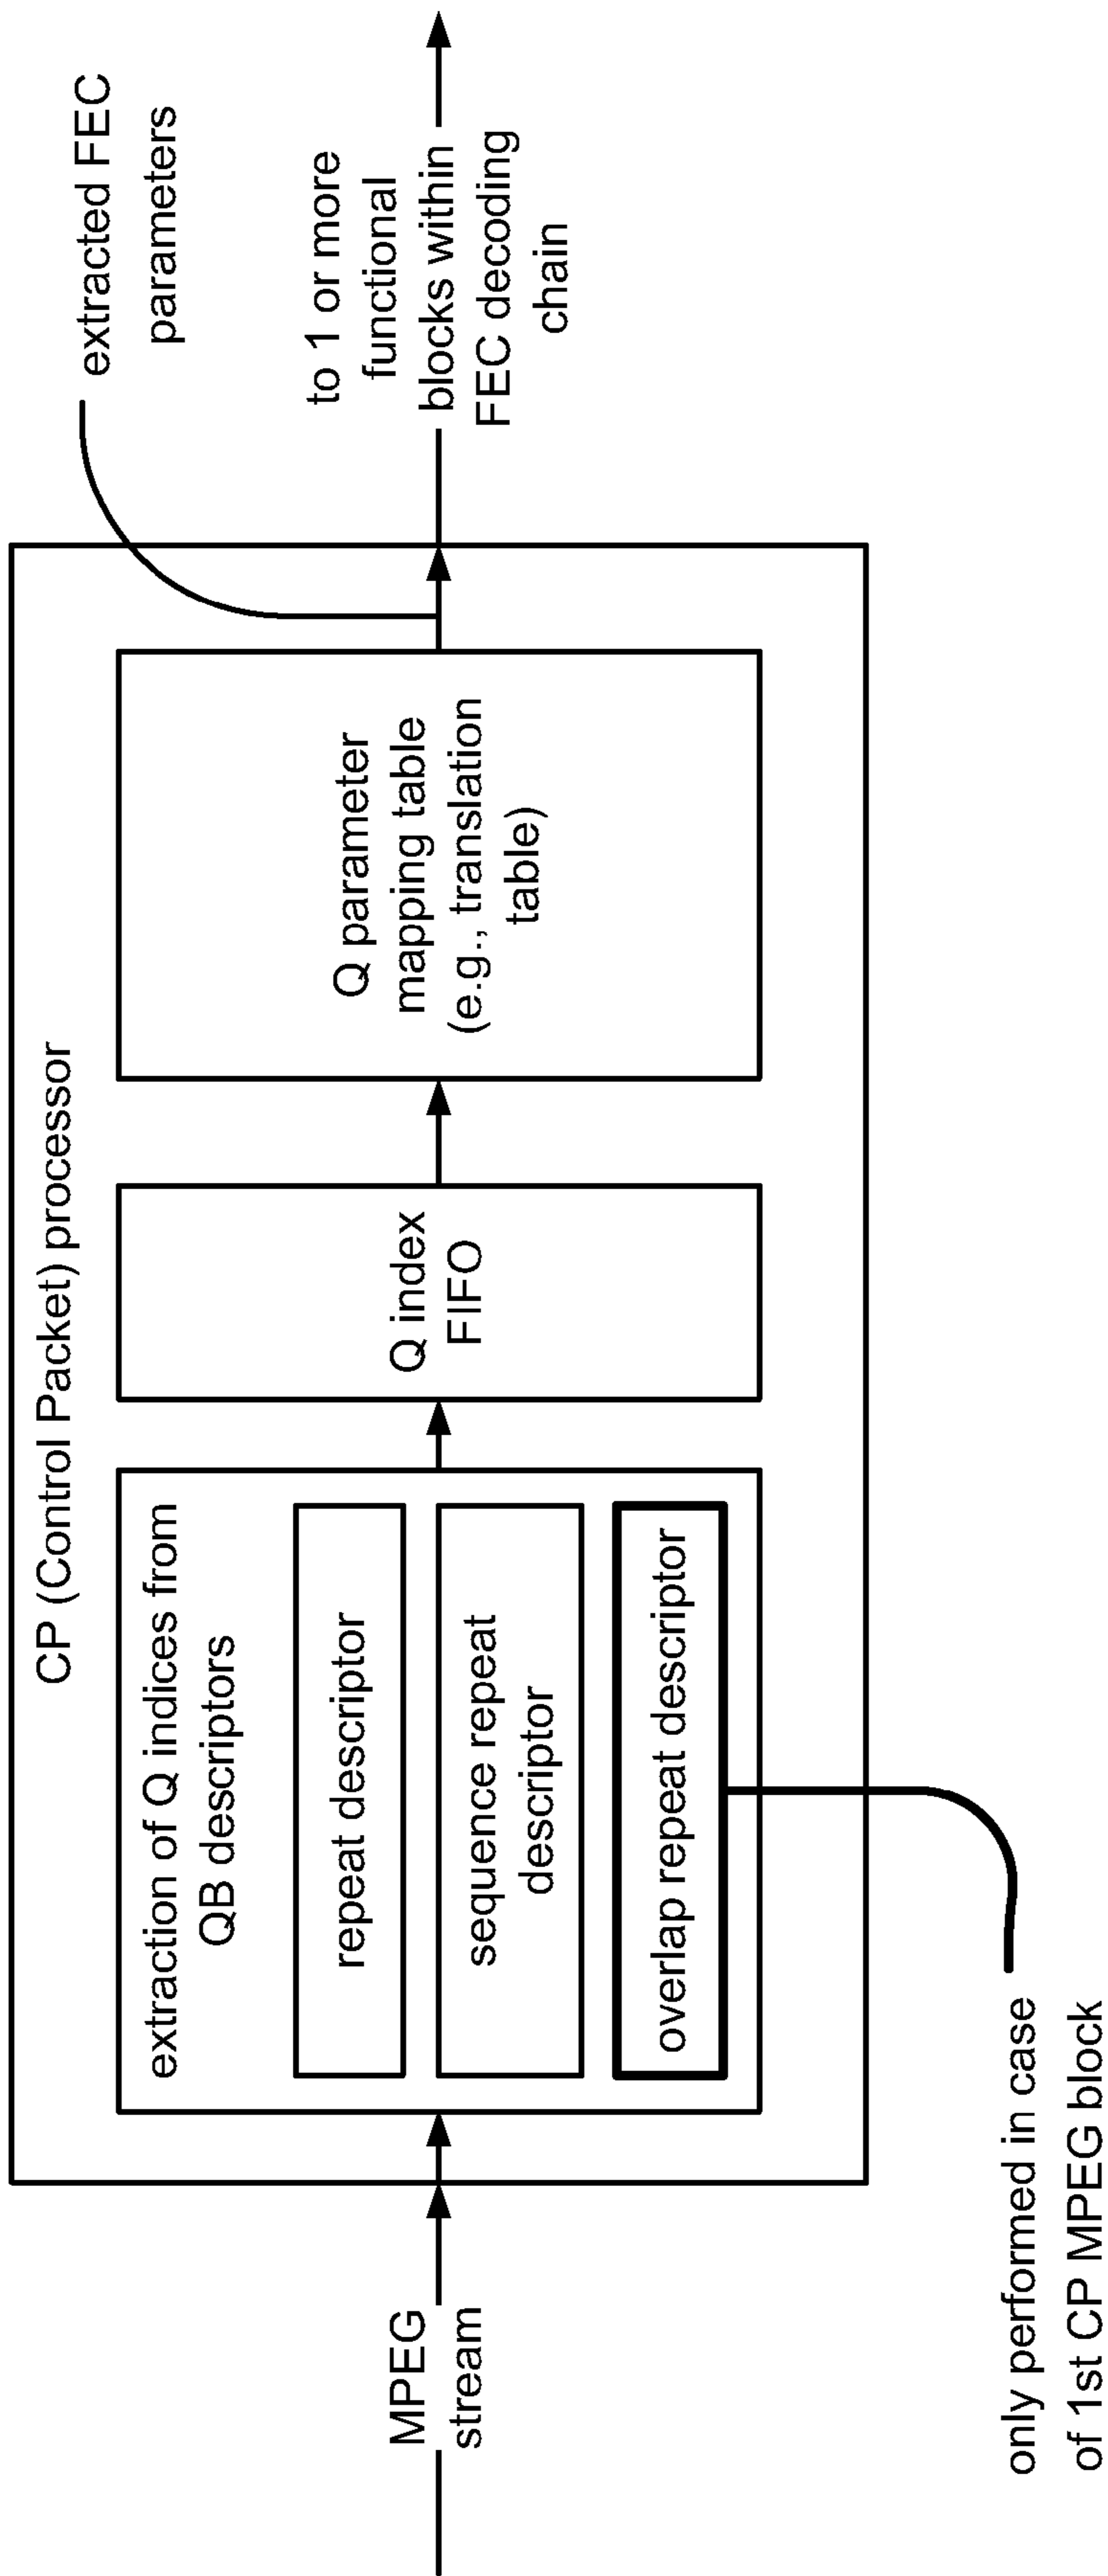 CP (Control Packet) processor
MPEG
stream
extraction of Q indices from
QB descriptors
repeat descriptor
sequence repeat
descriptor
overlap repeat descriptor
Q index
FIFO
Q parameter
mapping table
(e.g., translation
table)
extracted FEC
parameters
to 1 or more
functional
blocks within
FEC decoding
chain
only performed in case
of 1st CP MPEG block